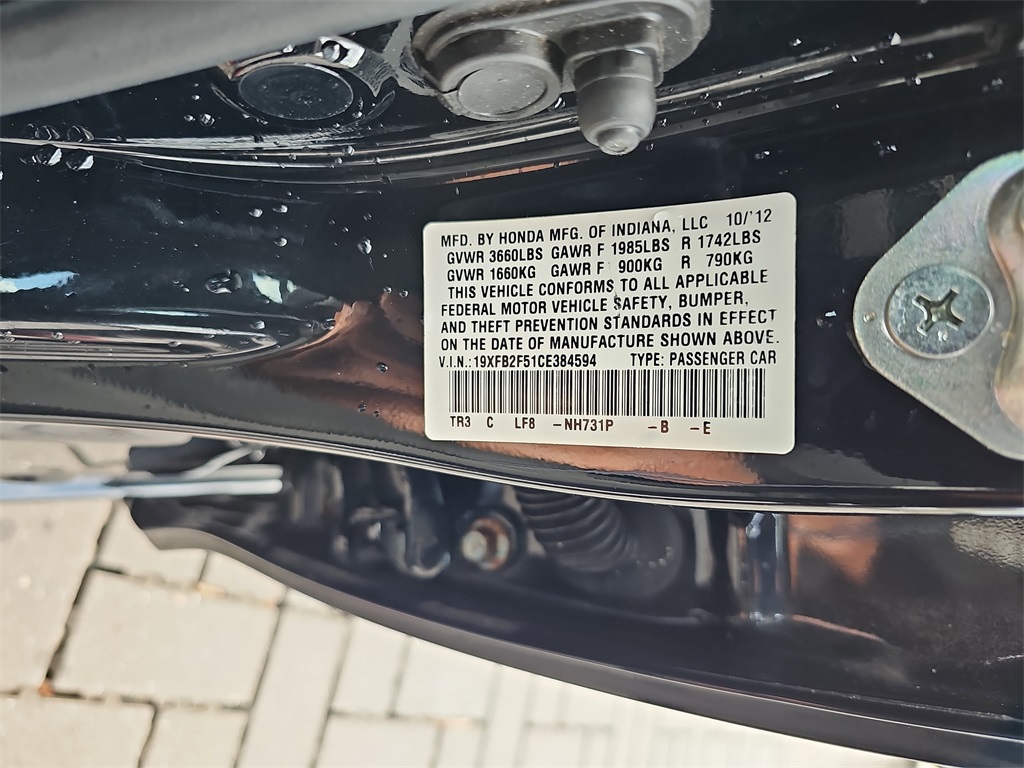 MFD. BY HONDA MFG. OF INDIANA, LLC 10/'12
GVWR 3660LBS GAWR F 1985LBS R 1742LBS
GVWR 1660KG GAWR F 900KG R 790KG
THIS VEHICLE CONFORMS TO ALL APPLICABLE
FEDERAL MOTOR VEHICLE SAFETY, BUMPER,
AND THEFT PREVENTION STANDARDS IN EFFECT
ON THE DATE OF MANUFACTURE SHOWN ABOVE.
V.I.N.: 19XFB2F51CE384594 TYPE: PASSENGER CAR
TR3 C LF8 -NH731P -B -E